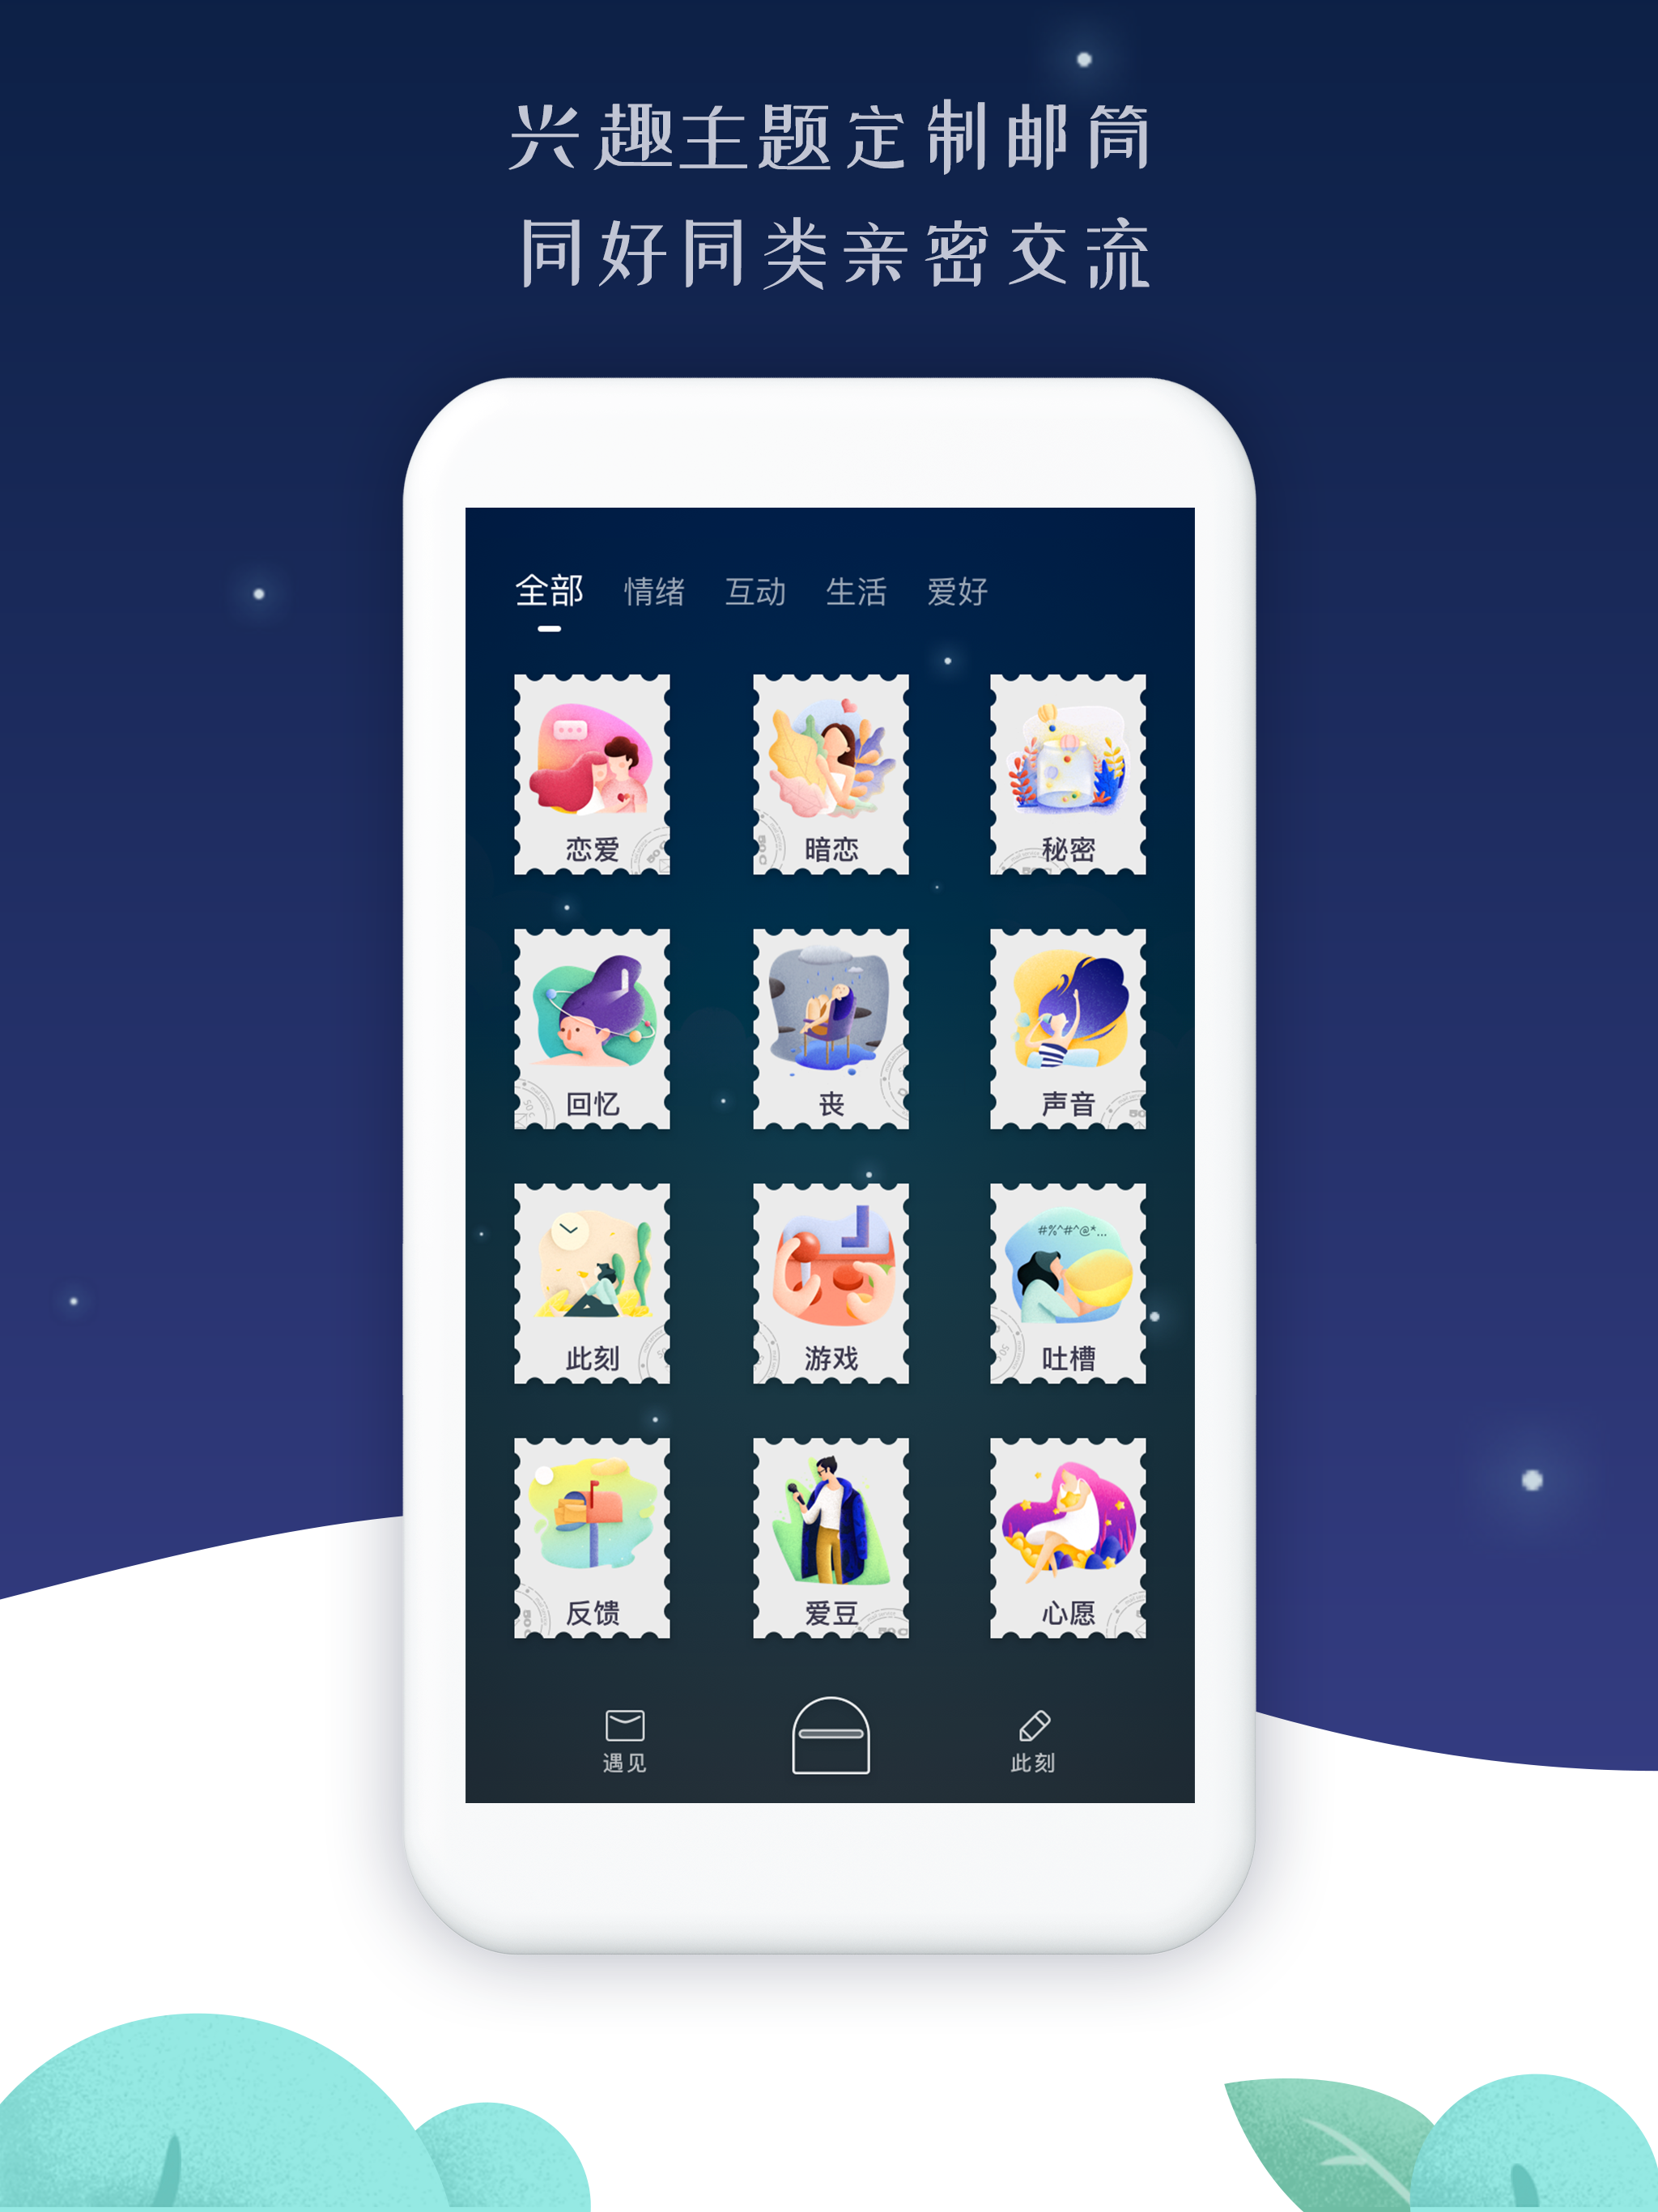 兴趣主题定制邮筒
同好同类亲密交流
全部 情绪 互动 生活 爱好
恋爱 暗恋 秘密
回忆 丧 声音
#%^#^@*...
此刻 游戏 吐槽
反馈 爱豆 心愿
遇见 此刻